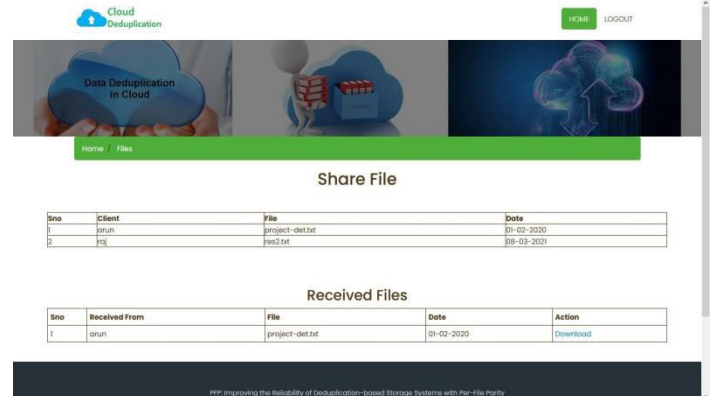 Cloud
Deduplication
HOME LOGOUT
Data Deduplication
in Cloud
Home / Files
Share File
Sno Client File Date
1 arun project-det.txt 01-02-2020
2 raj res2.txt 08-03-2021
Received Files
Sno Received From File Date Action
1 arun project-det.txt 01-02-2020 Download
PFP: Improving the Reliability of Deduplication-based Storage Systems with Per-File Parity